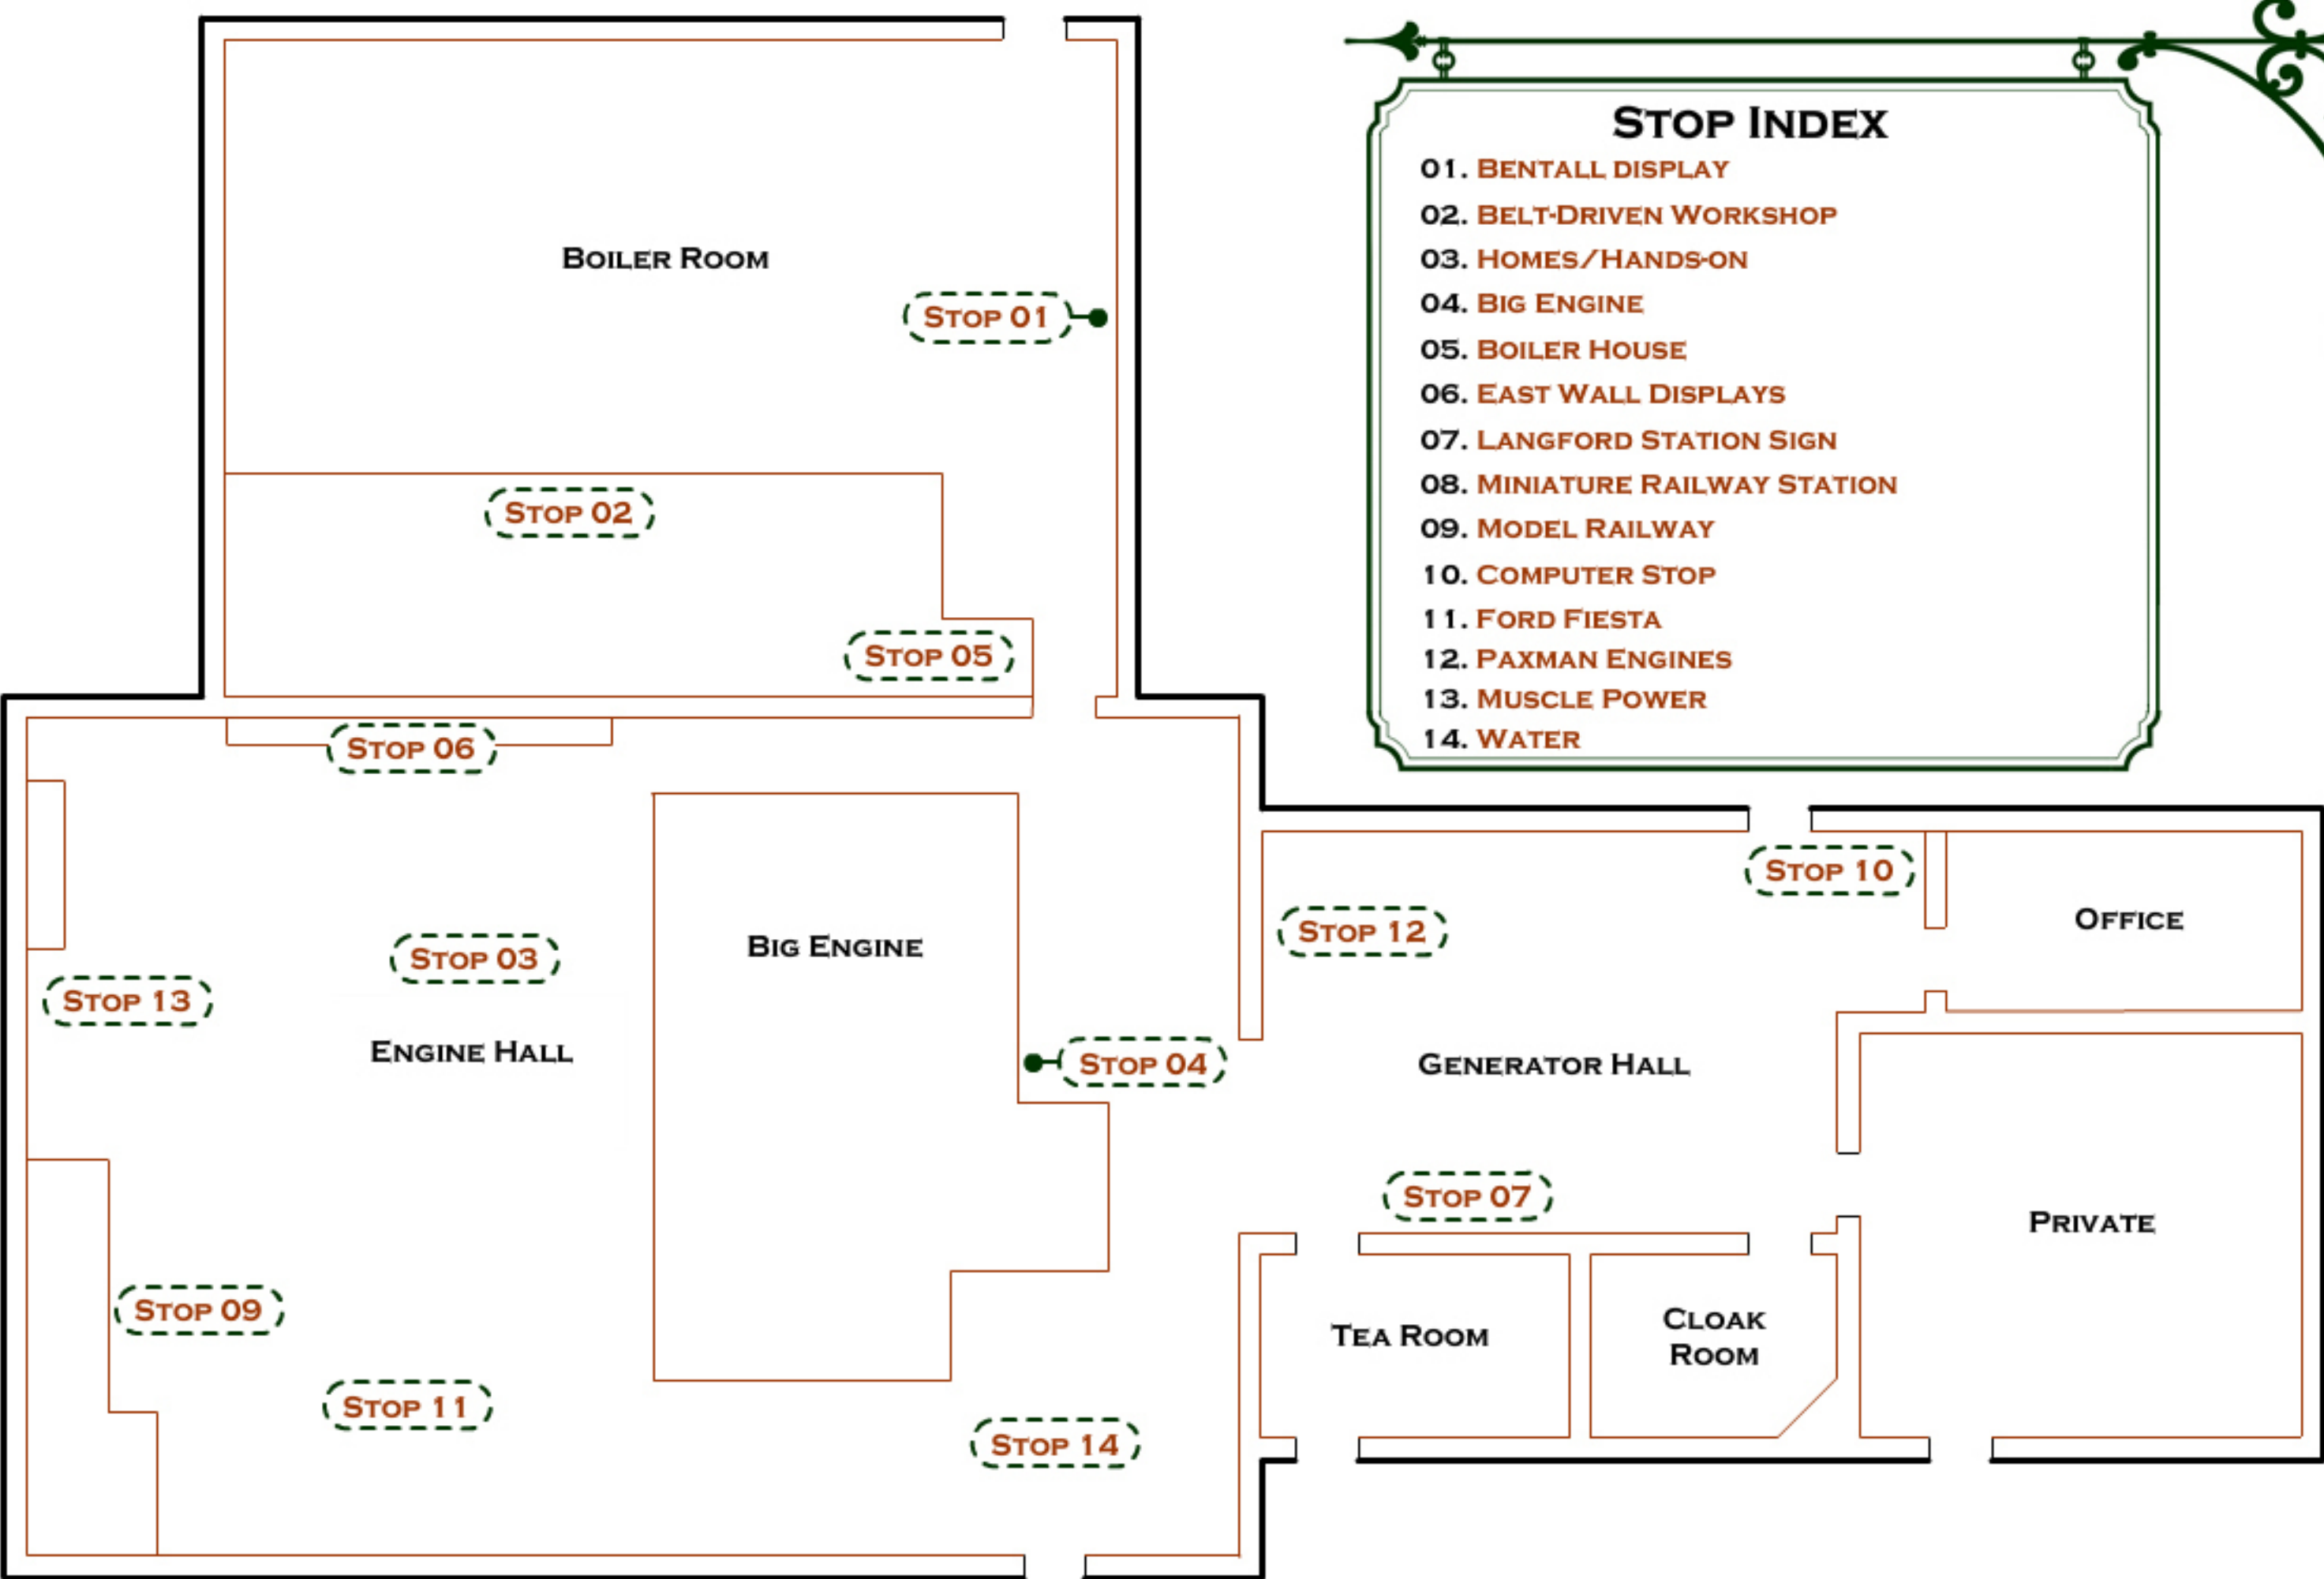 Stop Index
01. Bentall display
02. Belt-Driven Workshop
03. Homes/Hands-on
04. Big Engine
05. Boiler House
06. East Wall Displays
07. Langford Station Sign
08. Miniature Railway Station
09. Model Railway
10. Computer Stop
11. Ford Fiesta
12. Paxman Engines
13. Muscle Power
14. Water
Boiler Room
Stop 01
Stop 02
Stop 05
Stop 06
Stop 10
Office
Stop 12
Big Engine
Stop 03
Stop 13
Engine Hall
Stop 04
Generator Hall
Stop 07
Private
Stop 09
Tea Room
Cloak
Room
Stop 11
Stop 14